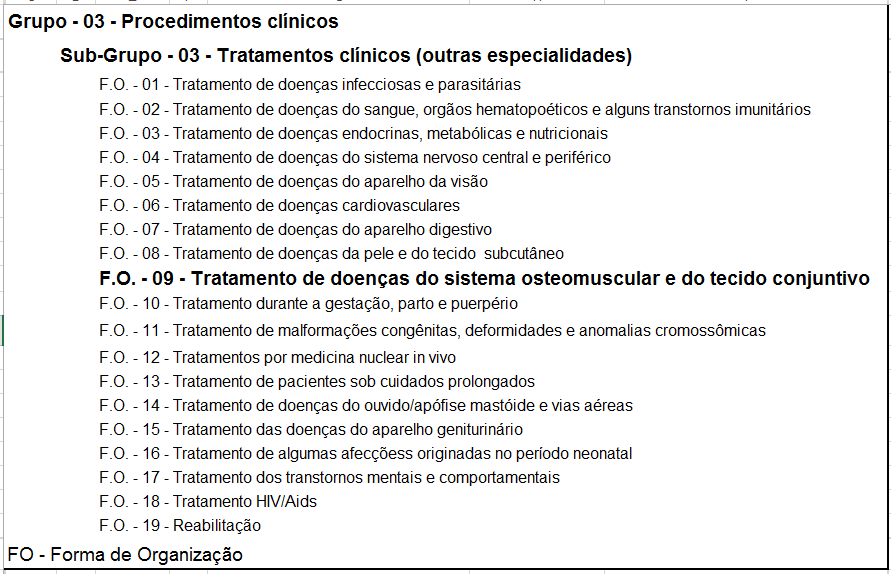 Grupo - 03 - Procedimentos clínicos
Sub-Grupo - 03 - Tratamentos clínicos (outras especialidades)
F.O. - 01 - Tratamento de doenças infecciosas e parasitárias
F.O. - 02 - Tratamento de doenças do sangue, orgãos hematopoéticos e alguns transtornos imunitários
F.O. - 03 - Tratamento de doenças endocrinas, metabólicas e nutricionais
F.O. - 04 - Tratamento de doenças do sistema nervoso central e periférico
F.O. - 05 - Tratamento de doenças do aparelho da visão
F.O. - 06 - Tratamento de doenças cardiovasculares
F.O. - 07 - Tratamento de doenças do aparelho digestivo
F.O. - 08 - Tratamento de doenças da pele e do tecido  subcutâneo
F.O. - 09 - Tratamento de doenças do sistema osteomuscular e do tecido conjuntivo
F.O. - 10 - Tratamento durante a gestação, parto e puerpério
F.O. - 11 - Tratamento de malformações congênitas, deformidades e anomalias cromossômicas
F.O. - 12 - Tratamentos por medicina nuclear in vivo
F.O. - 13 - Tratamento de pacientes sob cuidados prolongados
F.O. - 14 - Tratamento de doenças do ouvido/apófise mastóide e vias aéreas
F.O. - 15 - Tratamento das doenças do aparelho geniturinário
F.O. - 16 - Tratamento de algumas afecçõess originadas no período neonatal
F.O. - 17 - Tratamento dos transtornos mentais e comportamentais
F.O. - 18 - Tratamento HIV/Aids
F.O. - 19 - Reabilitação
FO - Forma de Organização